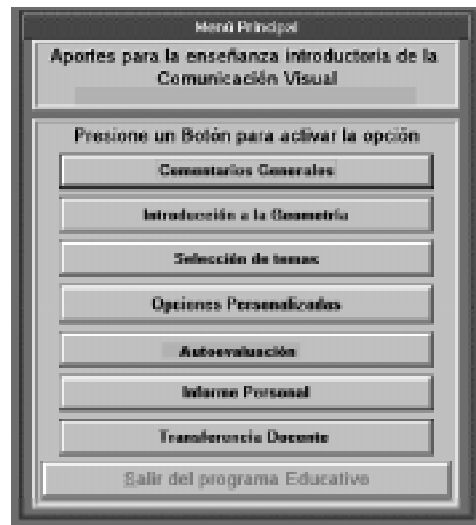 Menú Principal
Aportes para la enseñanza introductoria de la
Comunicación Visual
Presione un Botón para activar la opción
Comentarios Generales
Introducción a la Geometría
Selección de temas
Opciones Personalizadas
Autoevaluación
Informe Personal
Transferencia Docente
Salir del programa Educativo